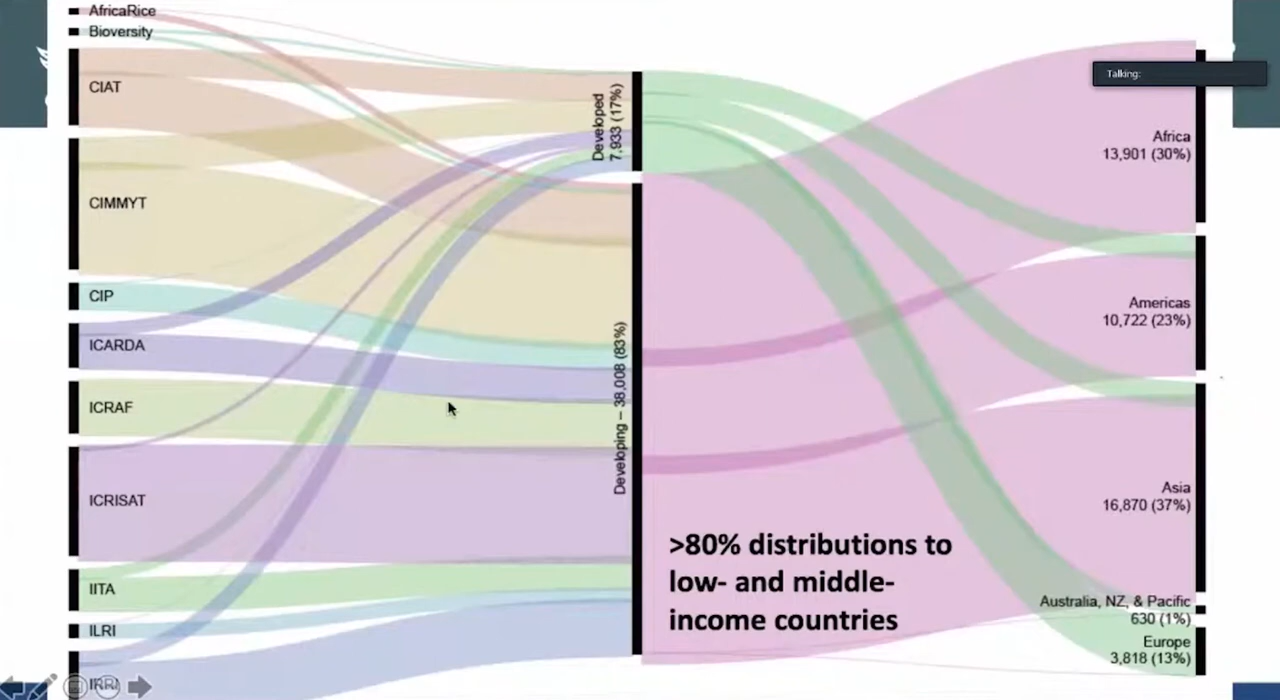 AfricaRice
Bioversity
CIAT
CIMMYT
CIP
ICARDA
ICRAF
ICRISAT
IITA
ILRI
IRRI
Developed
7,933 (17%)
Developing – 38,008 (83%)
>80% distributions to
low- and middle-
income countries
Talking:
Africa
13,901 (30%)
Americas
10,722 (23%)
Asia
16,870 (37%)
Australia, NZ, & Pacific
630 (1%)
Europe
3,818 (13%)